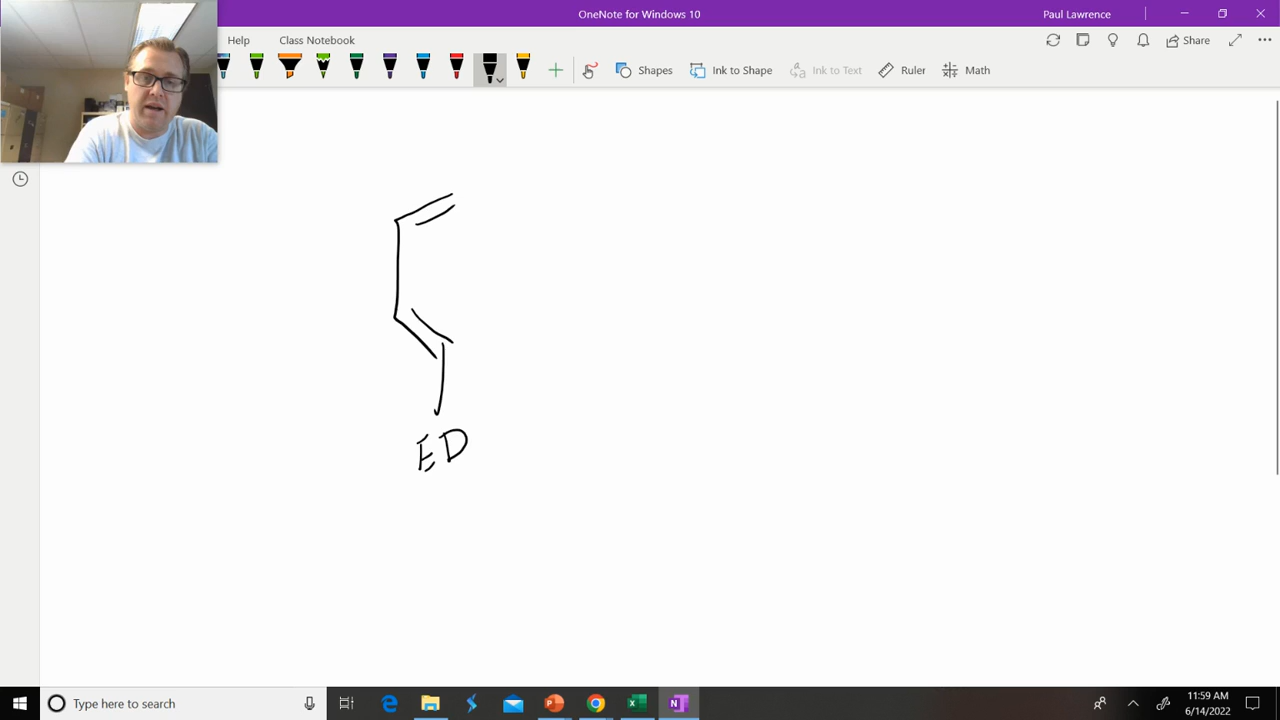 OneNote for Windows 10
Paul Lawrence
Help
Class Notebook
Shapes
Ink to Shape
Ink to Text
Ruler
Math
Share
ED
Type here to search
11:59 AM
6/14/2022